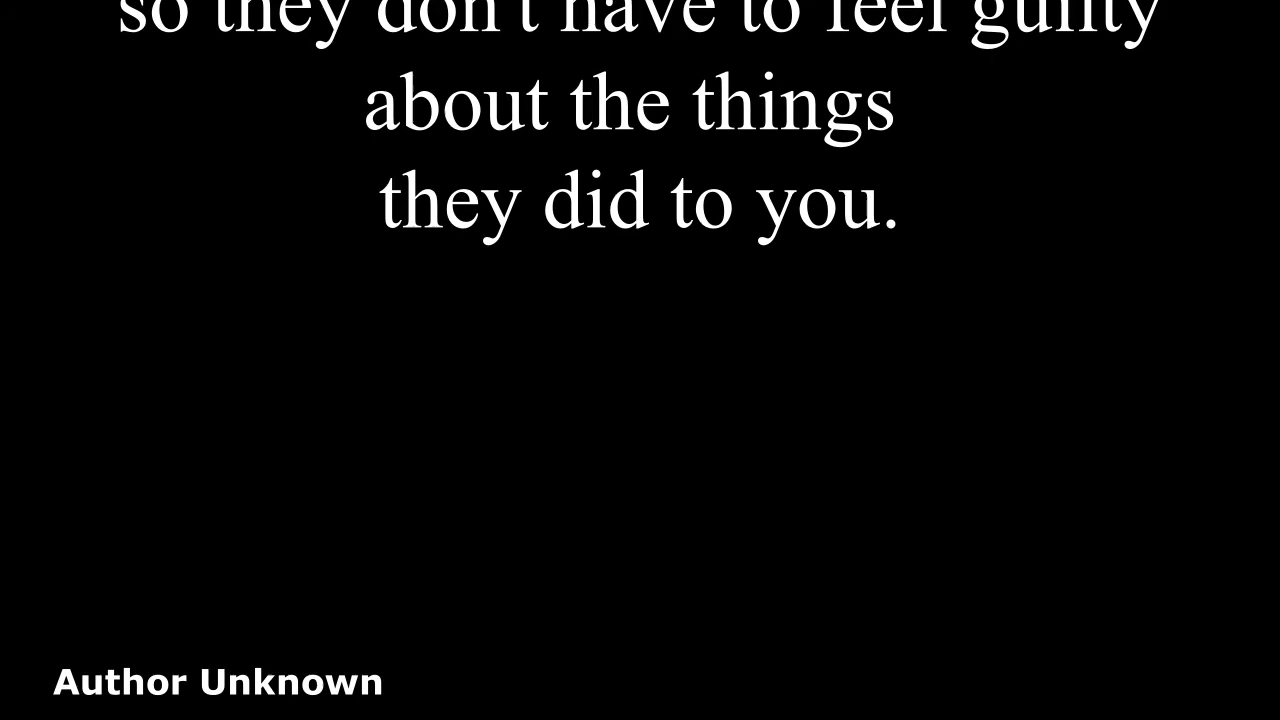 so they don't have to feel guilty
about the things
they did to you.
Author Unknown